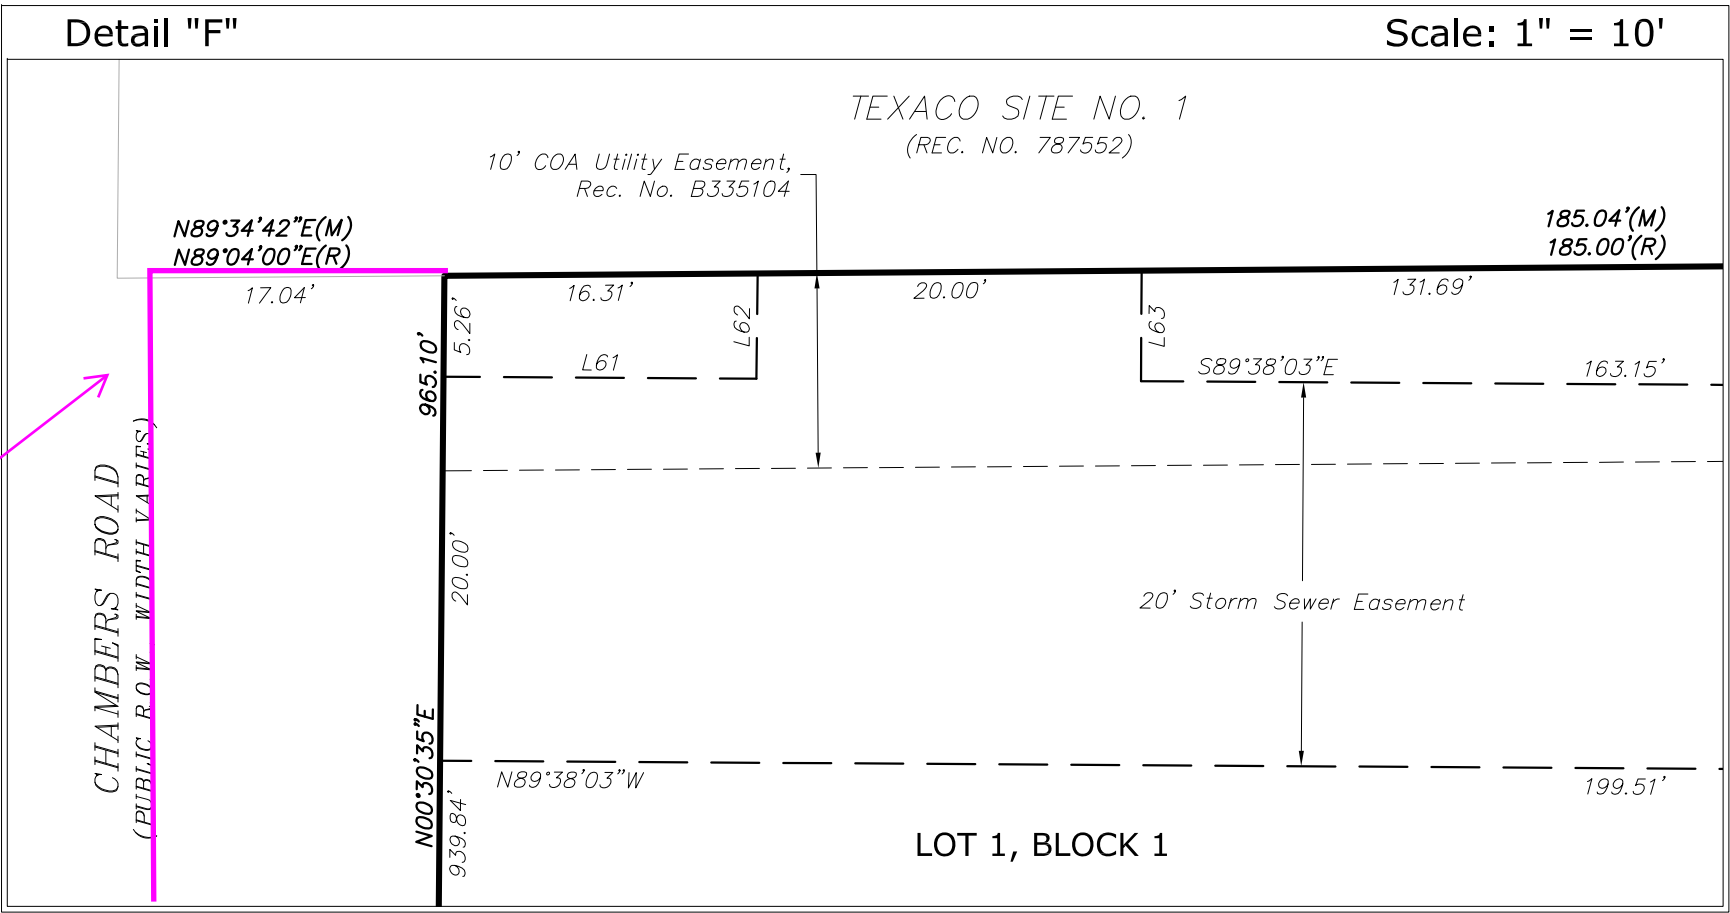 Detail "F"
Scale: 1" = 10'
TEXACO SITE NO. 1
(REC. NO. 787552)
10' COA Utility Easement,
Rec. No. B335104
N89°34'42"E(M)
N89°04'00"E(R)
185.04'(M)
185.00'(R)
17.04'
16.31'
20.00'
131.69'
5.26'
L62
L63
965.10'
L61
S89°38'03"E
163.15'
CHAMBERS ROAD
(PUBLIC R.O.W. WIDTH VARIES)
20.00'
20' Storm Sewer Easement
N00°30'35"E
939.84'
N89°38'03"W
199.51'
LOT 1, BLOCK 1